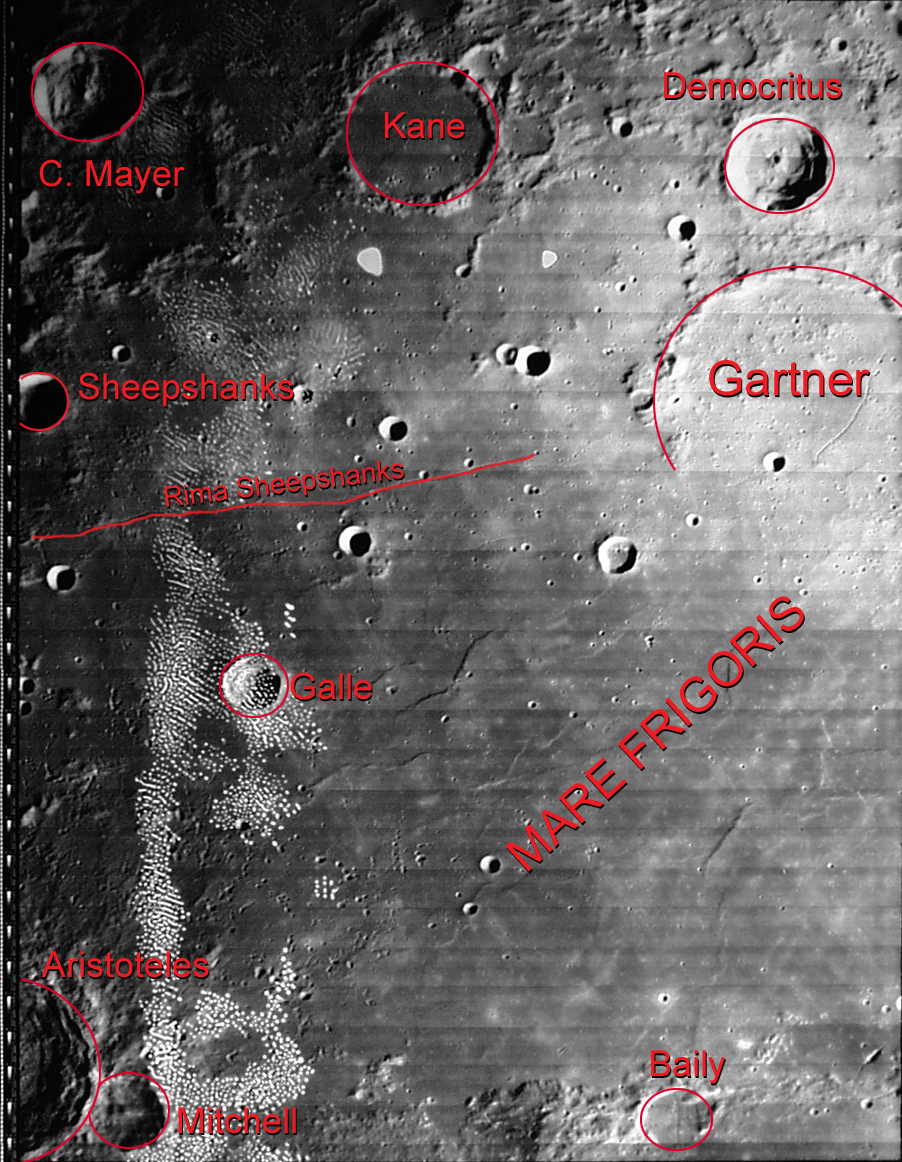 Democritus
Kane
C. Mayer
Gartner
Sheepshanks
Rima Sheepshanks
MARE FRIGORIS
Galle
Aristoteles
Baily
Mitchell